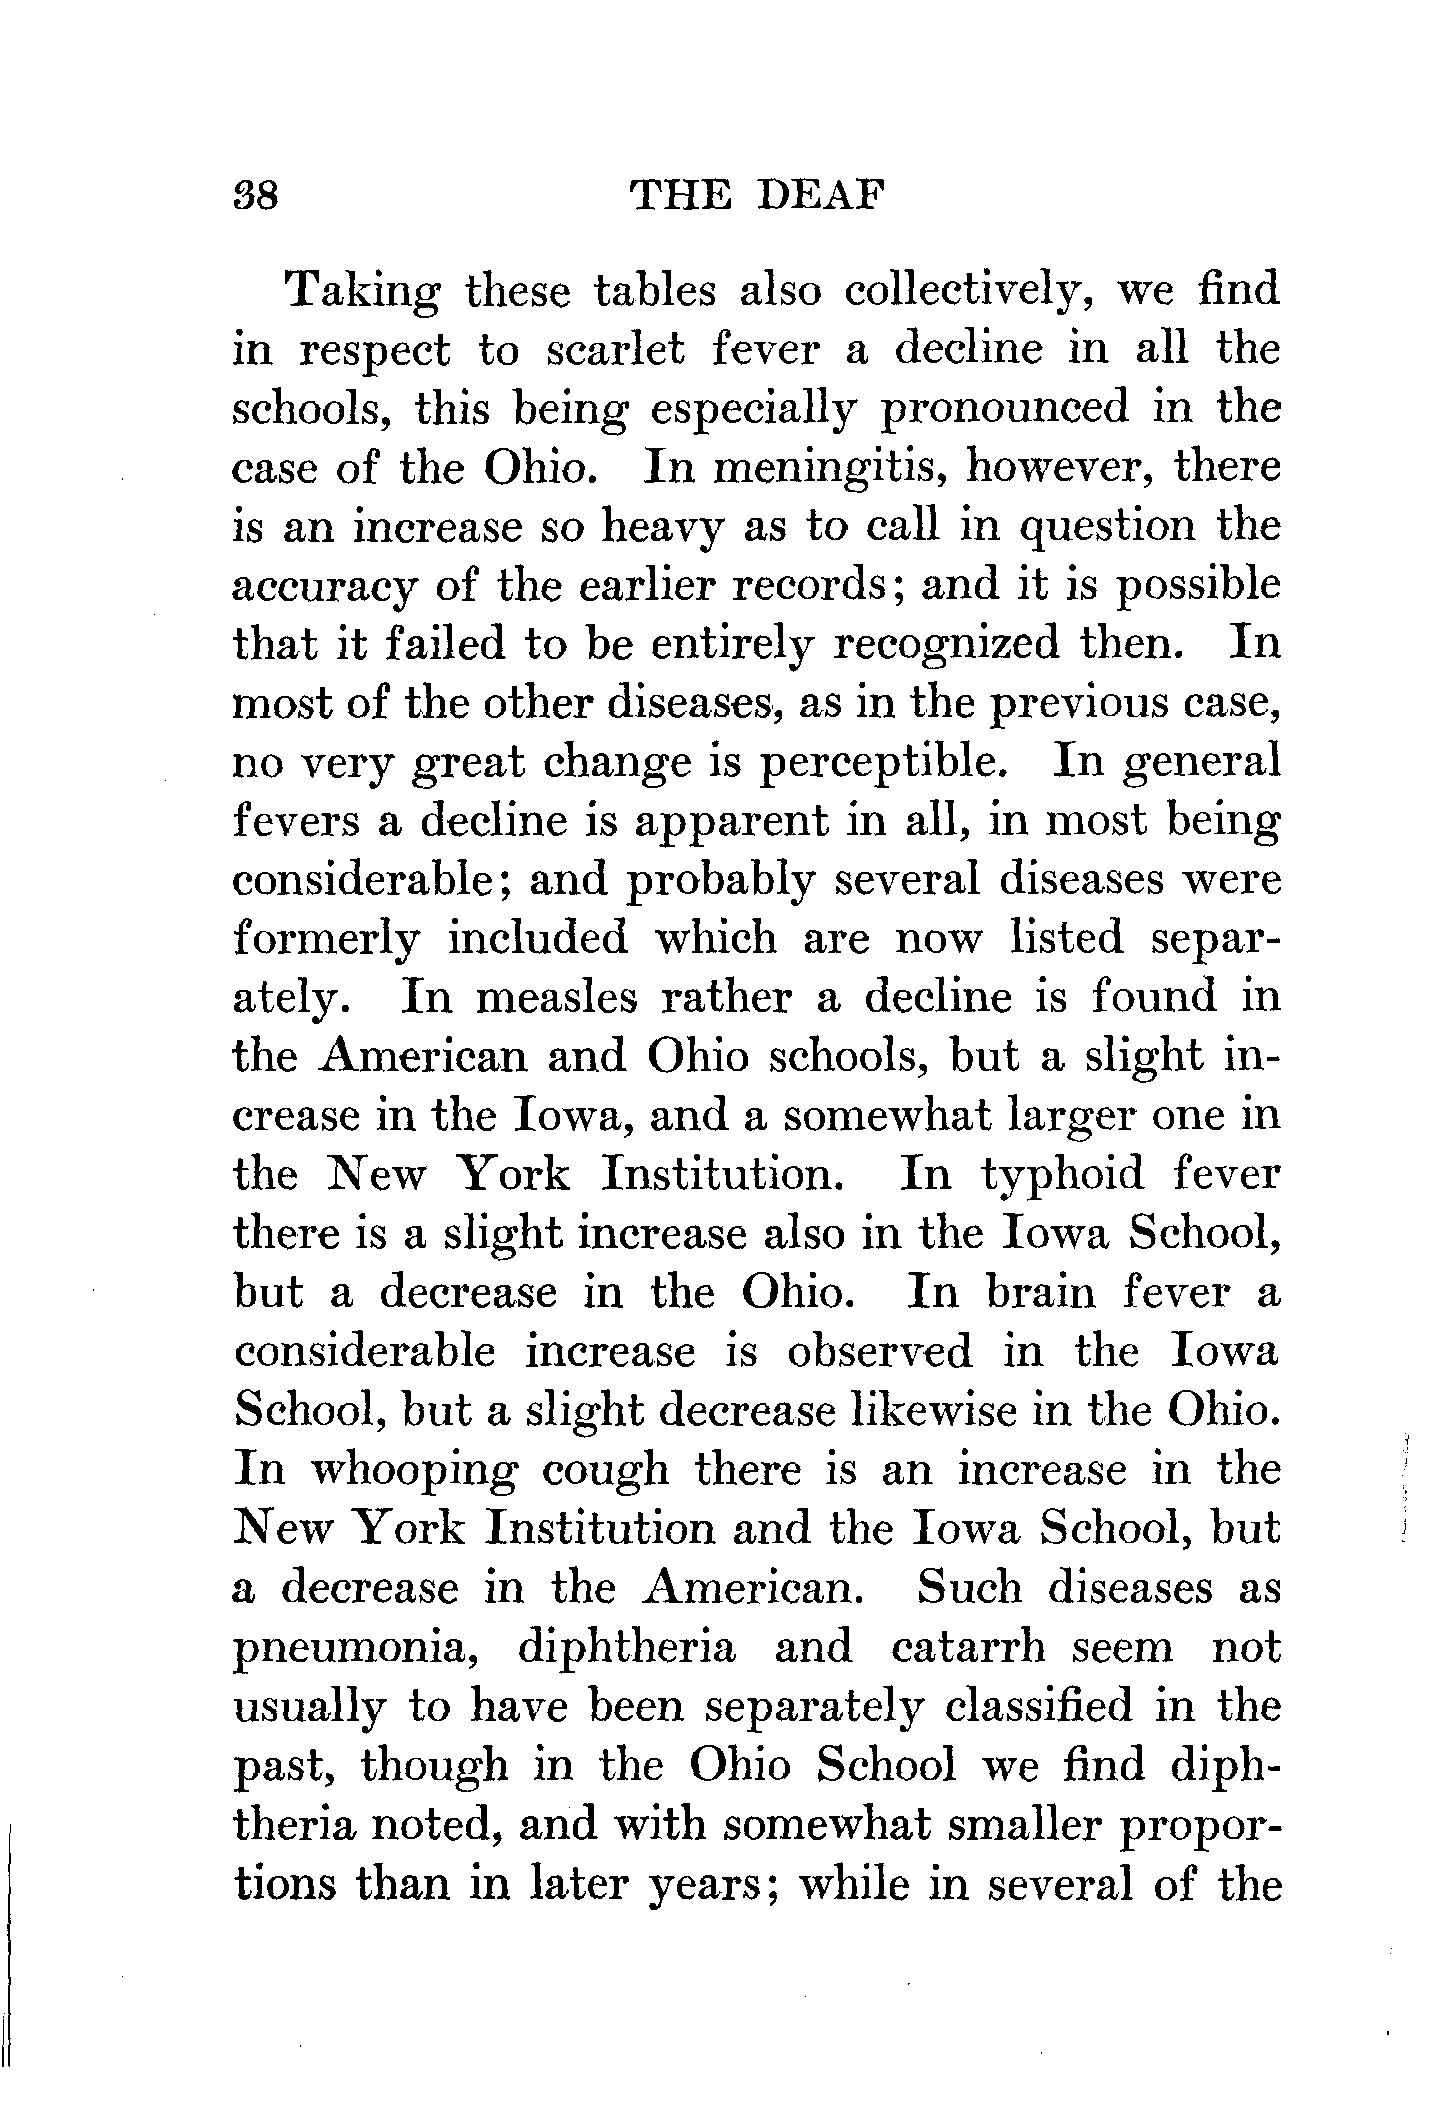 38 THE DEAF
Taking these tables also collectively, we find
in respect to scarlet fever a decline in all the
schools, this being especially pronounced in the
case of the Ohio. In meningitis, however, there
is an increase so heavy as to call in question the
accuracy of the earlier records; and it is possible
that it failed to be entirely recognized then. In
most of the other diseases, as in the previous case,
no very great change is perceptible. In general
fevers a decline is apparent in all, in most being
considerable; and probably several diseases were
formerly included which are now listed separ-
ately. In measles rather a decline is found in
the American and Ohio schools, but a slight in-
crease in the Iowa, and a somewhat larger one in
the New York Institution. In typhoid fever
there is a slight increase also in the Iowa School,
but a decrease in the Ohio. In brain fever a
considerable increase is observed in the Iowa
School, but a slight decrease likewise in the Ohio.
In whooping cough there is an increase in the
New York Institution and the Iowa School, but
a decrease in the American. Such diseases as
pneumonia, diphtheria and catarrh seem not
usually to have been separately classified in the
past, though in the Ohio School we find diph-
theria noted, and with somewhat smaller propor-
tions than in later years; while in several of the